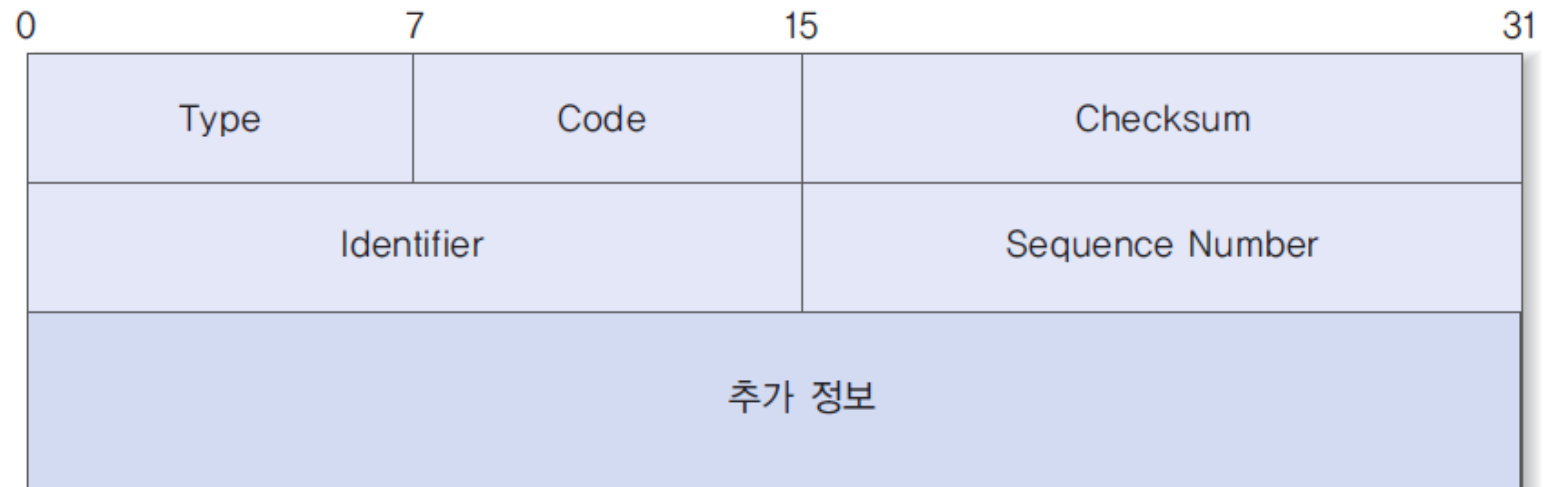 0 7 15 31
Type Code Checksum
Identifier Sequence Number
추가 정보